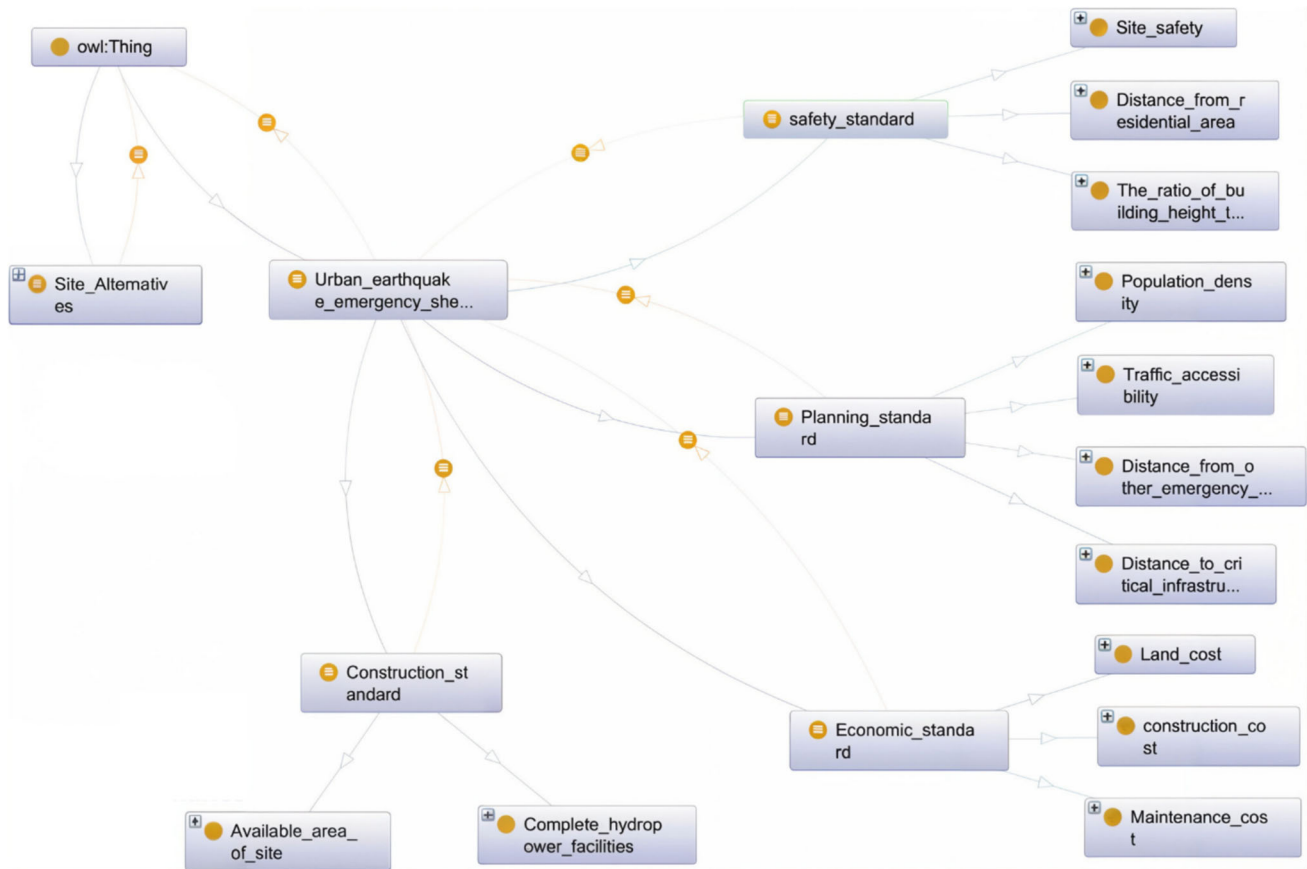 owl:Thing
Site_Alternativ
es
Urban_earthquak
e_emergency_she...
safety_standard
Site_safety
Distance_from_r
esidential_area
The_ratio_of_bu
ilding_height_t...
Planning_standa
rd
Population_dens
ity
Traffic_accessi
bility
Distance_from_o
ther_emergency_...
Distance_to_cri
tical_infrastru...
Construction_st
andard
Available_area_
of_site
Complete_hydrop
ower_facilities
Economic_standa
rd
Land_cost
construction_co
st
Maintenance_cos
t